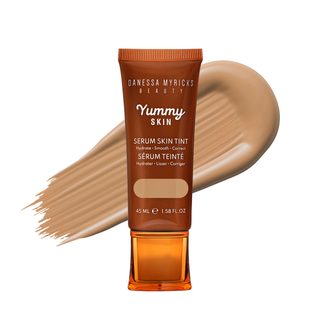 DANESSA MYRICKS
BEAUTY
Yummy
SKIN
SERUM SKIN TINT
Hydrate • Smooth • Correct
SÉRUM TEINTÉ
Hydrater • Lisser • Corriger
45 ML ℮ 1.58 FL.OZ